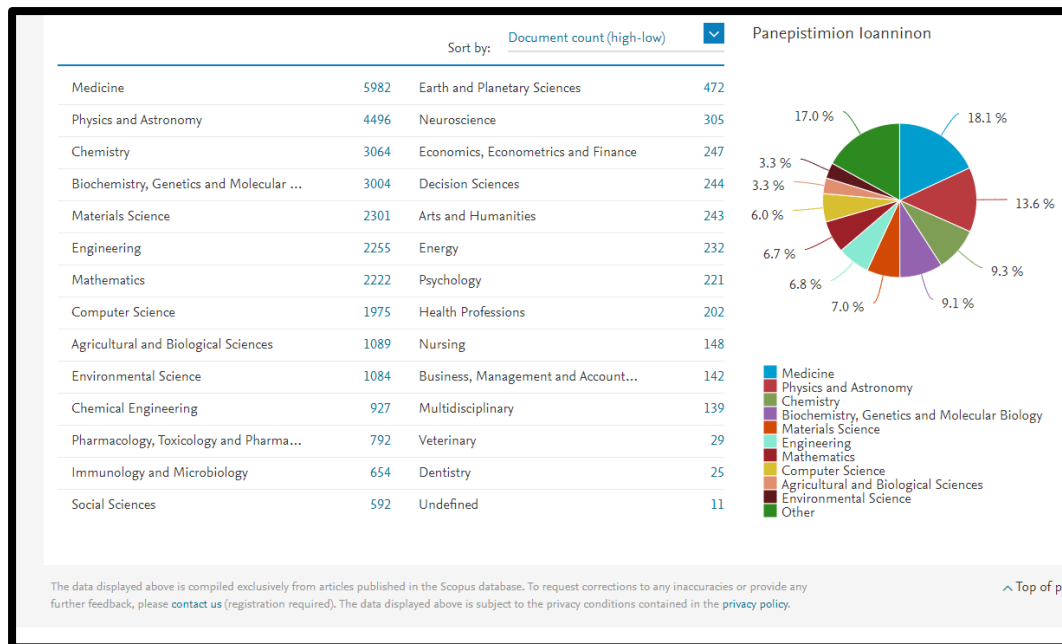 Sort by: Document count (high-low)
Panepistimion Ioanninon
Medicine 5982 Earth and Planetary Sciences 472
Physics and Astronomy 4496 Neuroscience 305
Chemistry 3064 Economics, Econometrics and Finance 247
Biochemistry, Genetics and Molecular ... 3004 Decision Sciences 244
Materials Science 2301 Arts and Humanities 243
Engineering 2255 Energy 232
Mathematics 2222 Psychology 221
Computer Science 1975 Health Professions 202
Agricultural and Biological Sciences 1089 Nursing 148
Environmental Science 1084 Business, Management and Account... 142
Chemical Engineering 927 Multidisciplinary 139
Pharmacology, Toxicology and Pharma... 792 Veterinary 29
Immunology and Microbiology 654 Dentistry 25
Social Sciences 592 Undefined 11
17.0 %
18.1 %
3.3 %
3.3 %
13.6 %
6.0 %
6.7 %
9.3 %
6.8 %
9.1 %
7.0 %
Medicine
Physics and Astronomy
Chemistry
Biochemistry, Genetics and Molecular Biology
Materials Science
Engineering
Mathematics
Computer Science
Agricultural and Biological Sciences
Environmental Science
Other
The data displayed above is compiled exclusively from articles published in the Scopus database. To request corrections to any inaccuracies or provide any
further feedback, please contact us (registration required). The data displayed above is subject to the privacy conditions contained in the privacy policy.
Top of p